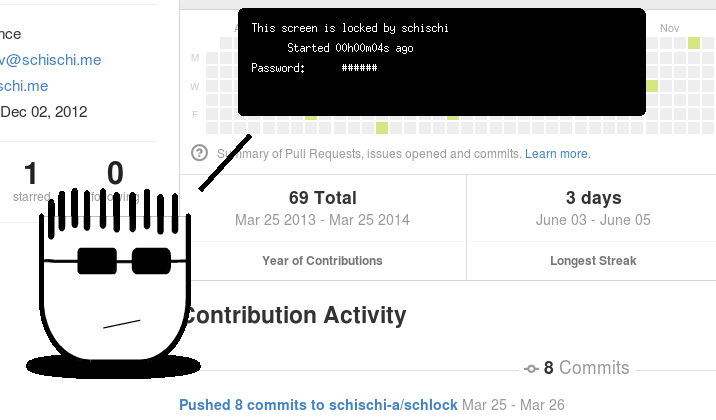 This screen is locked by schischi
Started 00h00m04s ago
Password: ######
Nov
M
W
F
nce
v@schischi.me
schi.me
Dec 02, 2012
1
starred
0
following
Summary of Pull Requests, issues opened and commits. Learn more.
69 Total
Mar 25 2013 - Mar 25 2014
Year of Contributions
3 days
June 03 - June 05
Longest Streak
Contribution Activity
8 Commits
Pushed 8 commits to schischi-a/schlock Mar 25 - Mar 26